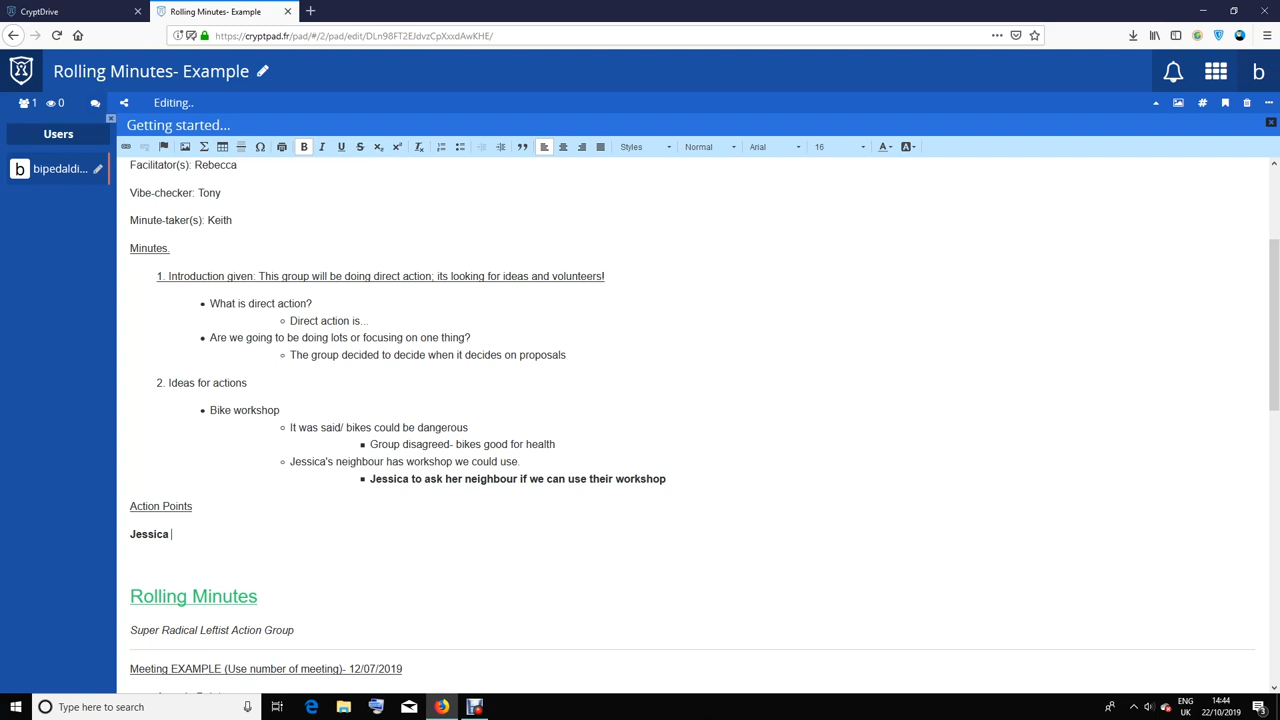 CryptDrive
Rolling Minutes- Example
https://cryptpad.fr/pad/#/2/pad/edit/DLn98FT2EJdvzCpXxxdAwKHE/
Rolling Minutes- Example
b
1 0
Editing..
Users
Getting started...
B I U S x₂ x² Tx Styles Normal Arial 16 A A
b bipedaldi...
Facilitator(s): Rebecca
Vibe-checker: Tony
Minute-taker(s): Keith
Minutes.
1. Introduction given: This group will be doing direct action; its looking for ideas and volunteers!
What is direct action?
Direct action is...
Are we going to be doing lots or focusing on one thing?
The group decided to decide when it decides on proposals
2. Ideas for actions
Bike workshop
It was said/ bikes could be dangerous
Group disagreed- bikes good for health
Jessica's neighbour has workshop we could use.
Jessica to ask her neighbour if we can use their workshop
Action Points
Jessica
Rolling Minutes
Super Radical Leftist Action Group
Meeting EXAMPLE (Use number of meeting)- 12/07/2019
Type here to search
ENG
UK
14:44
22/10/2019
3